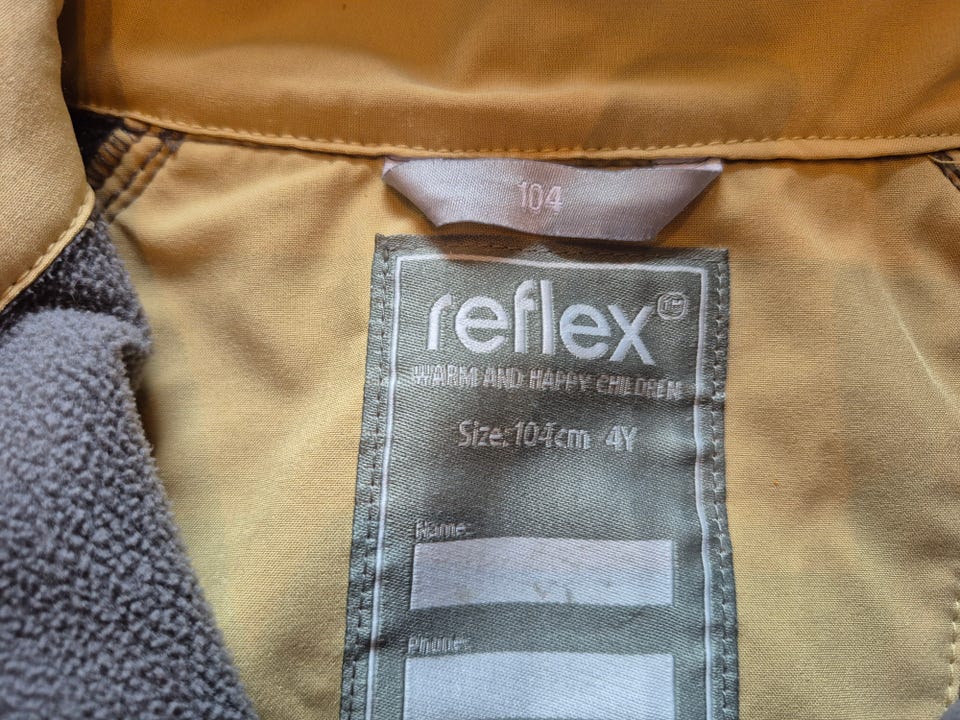 104
reflex
WARM AND HAPPY CHILDREN
Size: 104cm 4Y
Name:
Phone: